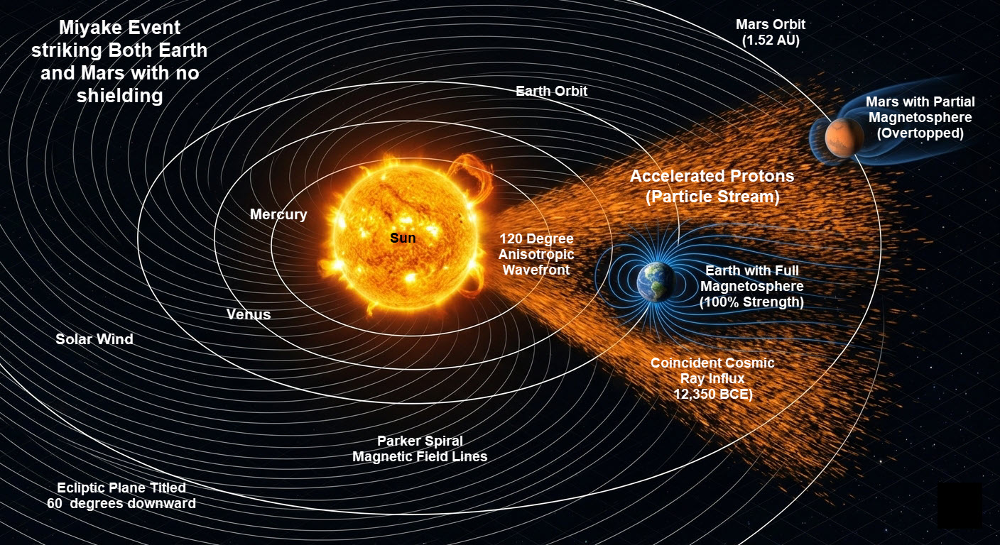 Miyake Event
striking Both Earth
and Mars with no
shielding
Mars Orbit
(1.52 AU)
Earth Orbit
Mars with Partial
Magnetosphere
(Overtopped)
Accelerated Protons
(Particle Stream)
Mercury
Sun
120 Degree
Anisotropic
Wavefront
Earth with Full
Magnetosphere
(100% Strength)
Venus
Solar Wind
Coincident Cosmic
Ray Influx
12,350 BCE)
Parker Spiral
Magnetic Field Lines
Ecliptic Plane Titled
60 degrees downward